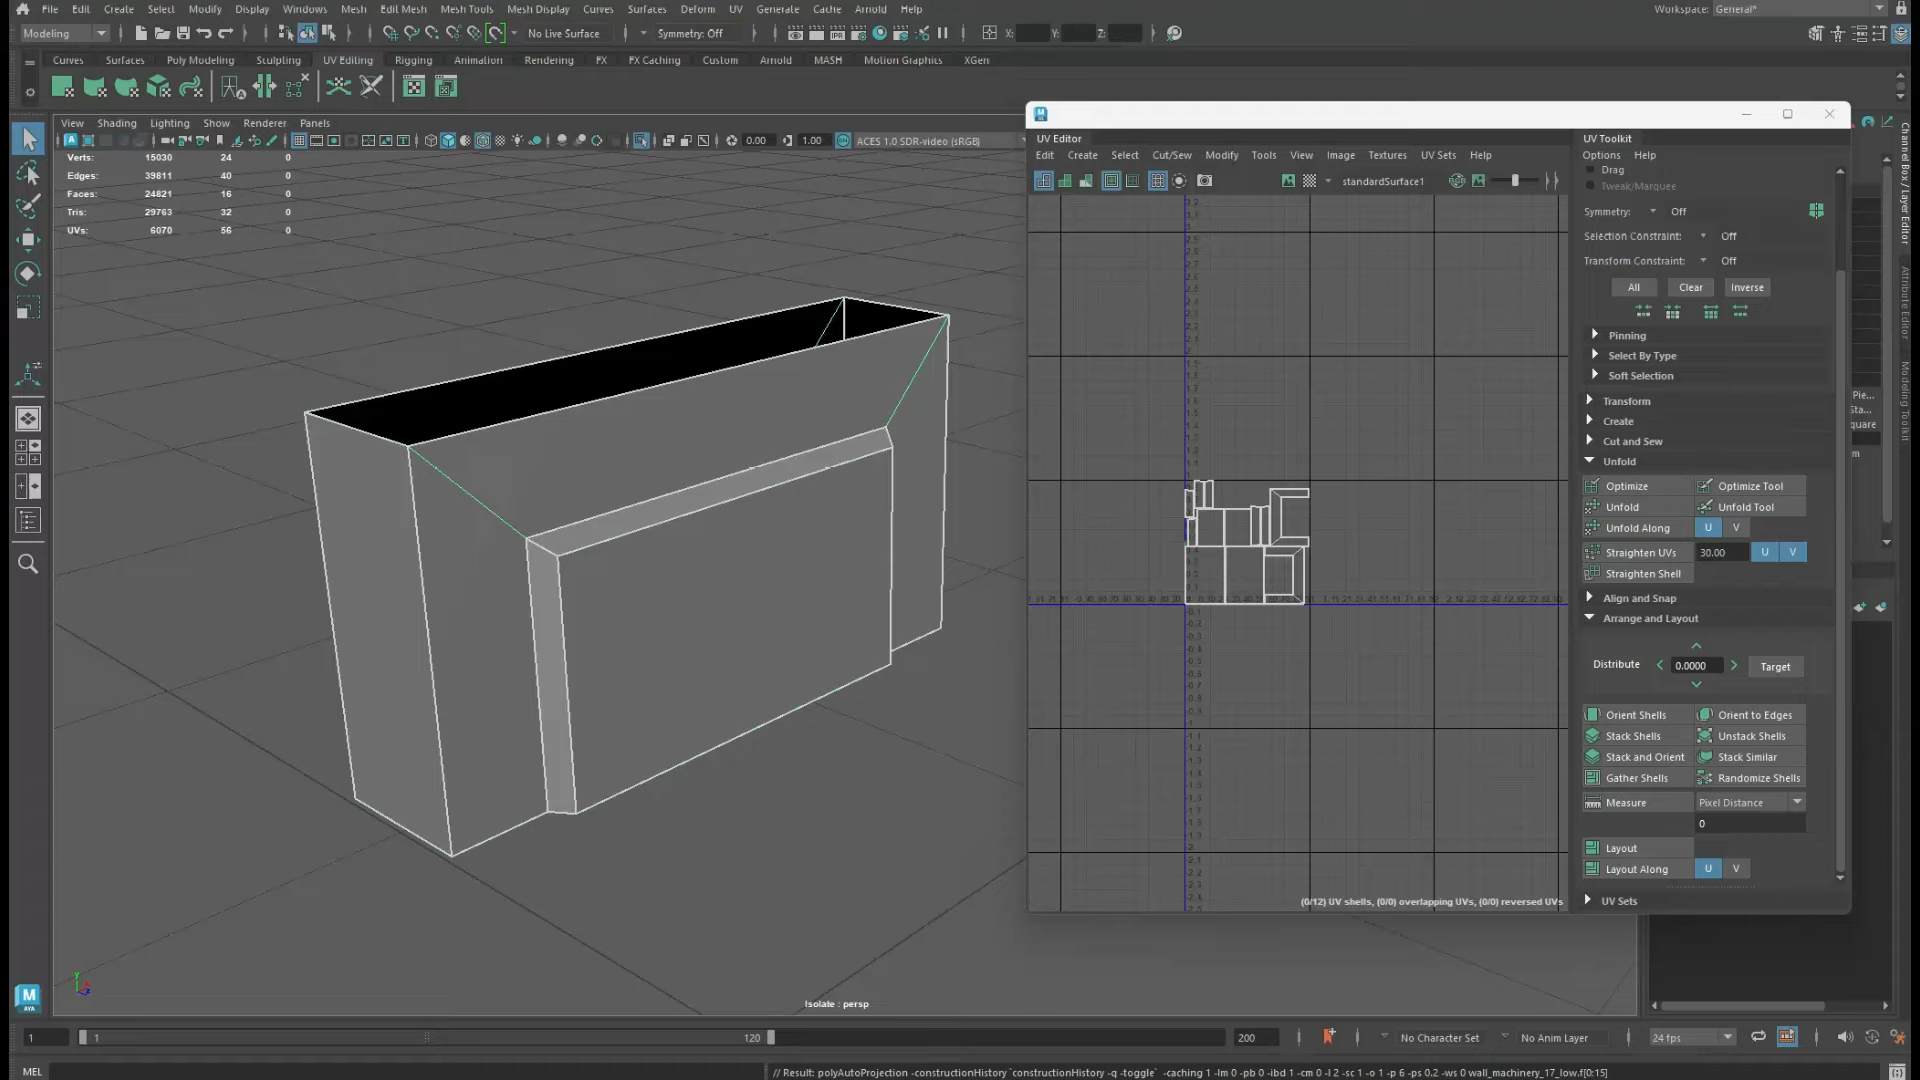 File Edit Create Select Modify Display Windows Mesh Edit Mesh Mesh Tools Mesh Display Curves Surfaces Deform UV Generate Cache Arnold Help
Workspace: General*
Modeling No Live Surface Symmetry: Off X: Y: Z:
Curves Surfaces Poly Modeling Sculpting UV Editing Rigging Animation Rendering FX FX Caching Custom Arnold MASH Motion Graphics XGen
View Shading Lighting Show Renderer Panels
0.00 1.00 ACES 1.0 SDR-video (sRGB)
Verts: 15030 24 0
Edges: 39811 40 0
Faces: 24821 16 0
Tris: 29763 32 0
UVs: 6070 56 0
Isolate : persp
UV Editor
Edit Create Select Cut/Sew Modify Tools View Image Textures UV Sets Help
standardSurface1
(0/12) UV shells, (0/0) overlapping UVs, (0/0) reversed UVs
UV Toolkit
Options Help
Drag
Tweak/Marquee
Symmetry: Off
Selection Constraint: Off
Transform Constraint: Off
All Clear Inverse
Pinning
Select By Type
Soft Selection
Transform
Create
Cut and Sew
Unfold
Optimize Optimize Tool
Unfold Unfold Tool
Unfold Along U V
Straighten UVs 30.00 U V
Straighten Shell
Align and Snap
Arrange and Layout
Distribute 0.0000 Target
Orient Shells Orient to Edges
Stack Shells Unstack Shells
Stack and Orient Stack Similar
Gather Shells Randomize Shells
Measure Pixel Distance
0
Layout
Layout Along U V
UV Sets
Channel Box / Layer Editor
Attribute Editor
Modeling Toolkit
Pie...
Sta...
quare
1 1 120 200 No Character Set No Anim Layer 24 fps
MEL // Result: polyAutoProjection -constructionHistory `constructionHistory -q -toggle` -caching 1 -lm 0 -pb 0 -ibd 1 -cm 0 -l 2 -sc 1 -o 1 -p 6 -ps 0.2 -ws 0 wall_machinery_17_low.f[0:15]